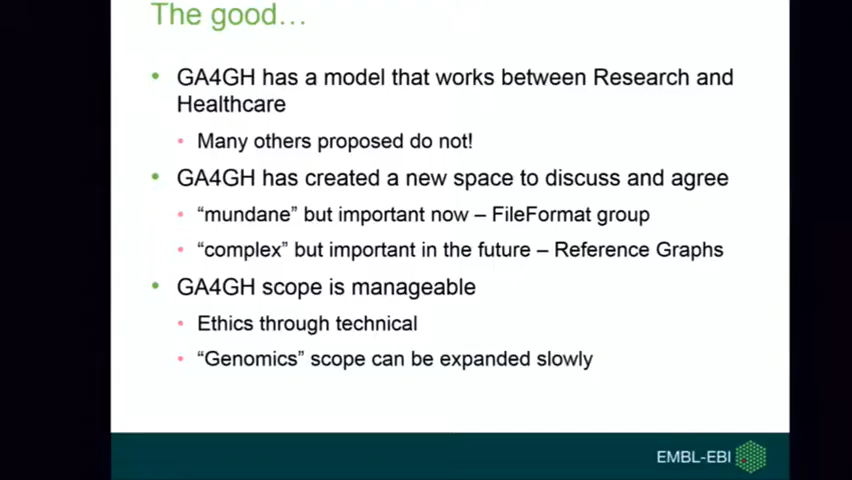 The good…
• GA4GH has a model that works between Research and
Healthcare
• Many others proposed do not!
• GA4GH has created a new space to discuss and agree
• “mundane” but important now – FileFormat group
• “complex” but important in the future – Reference Graphs
• GA4GH scope is manageable
• Ethics through technical
• “Genomics” scope can be expanded slowly
EMBL-EBI